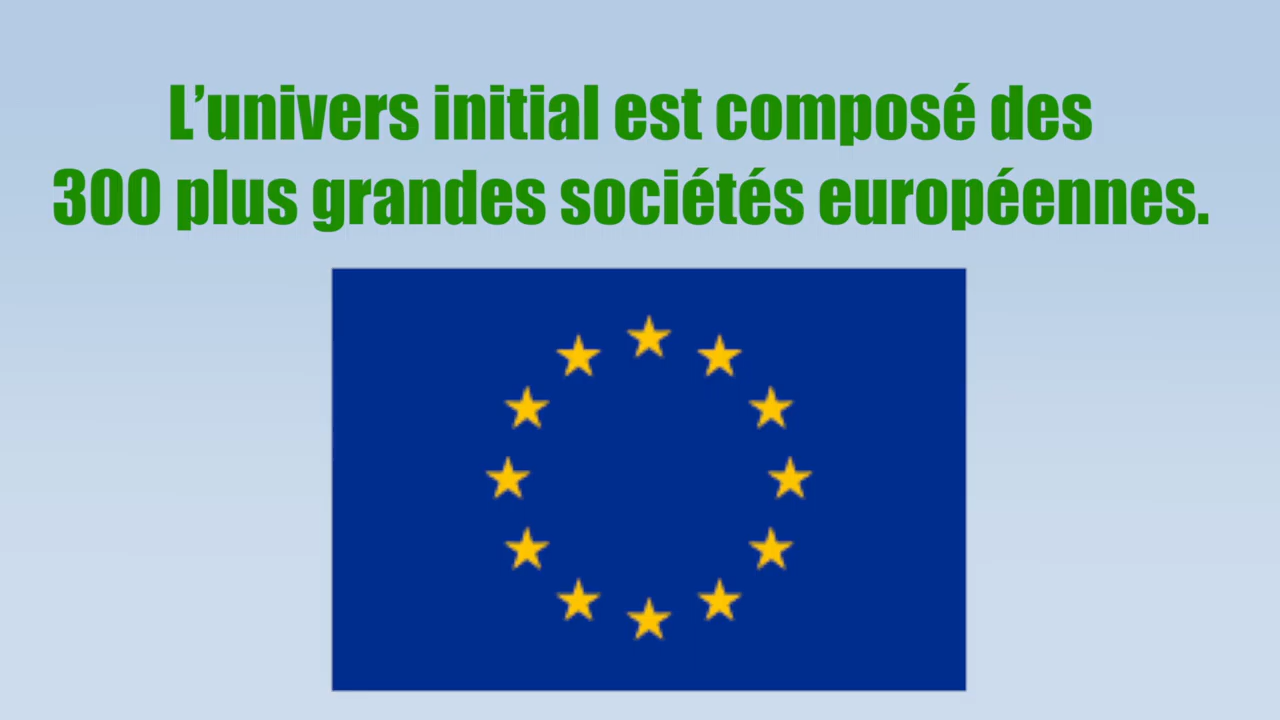 L’univers initial est composé des
300 plus grandes sociétés européennes.